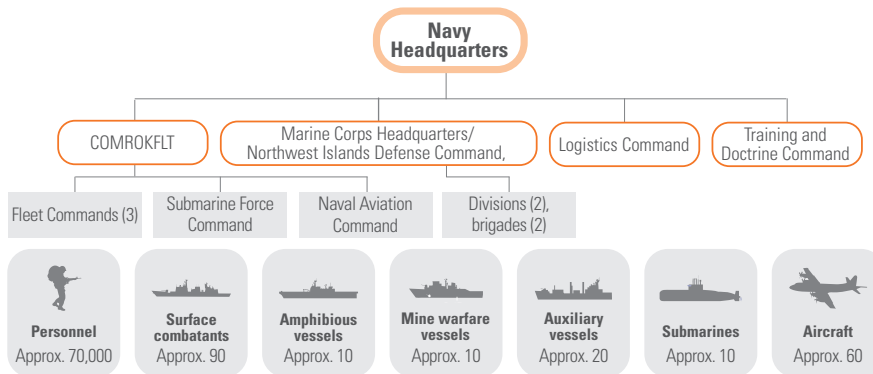 Navy
Headquarters
COMROKFLT
Marine Corps Headquarters/
Northwest Islands Defense Command,
Logistics Command
Training and
Doctrine Command
Fleet Commands (3)
Submarine Force
Command
Naval Aviation
Command
Divisions (2),
brigades (2)
Personnel
Approx. 70,000
Surface
combatants
Approx. 90
Amphibious
vessels
Approx. 10
Mine warfare
vessels
Approx. 10
Auxiliary
vessels
Approx. 20
Submarines
Approx. 10
Aircraft
Approx. 60